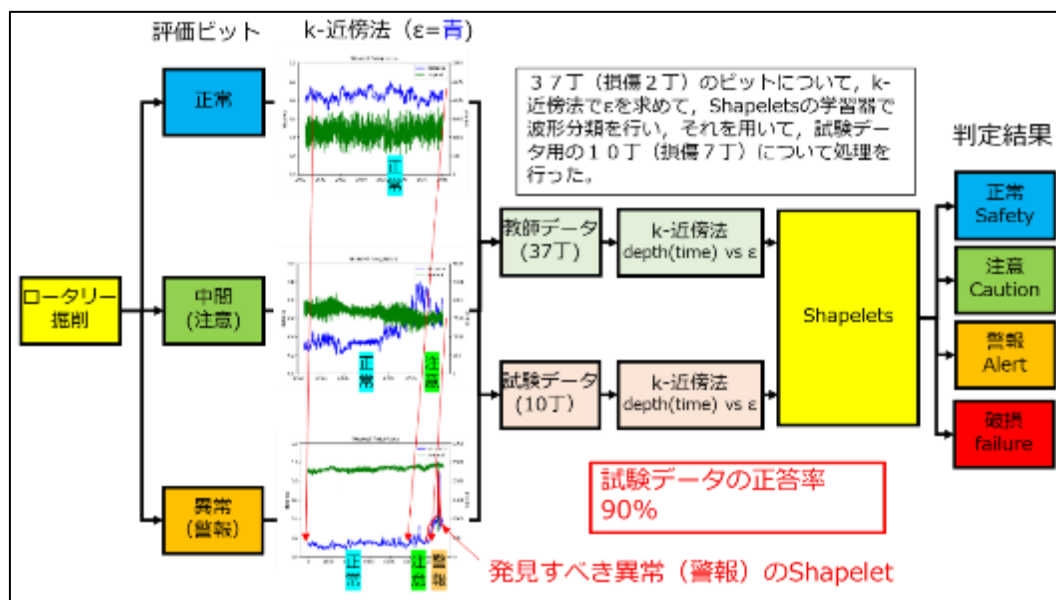 評価ビット
k-近傍法（ε=青）
正常
正常
３７丁（損傷２丁）のビットについて，k-
近傍法でεを求めて，Shapeletsの学習器で
波形分類を行い，それを用いて，試験デー
タ用の１０丁（損傷７丁）について処理を
行った。
判定結果
正常
Safety
教師データ
(37丁)
k-近傍法
depth(time) vs ε
ロータリー
掘削
中間
(注意)
正常
注意
Shapelets
注意
Caution
警報
Alert
試験データ
(10丁)
k-近傍法
depth(time) vs ε
破損
failure
異常
(警報)
試験データの正答率
90%
正常
注意
警報
発見すべき異常（警報）のShapelet